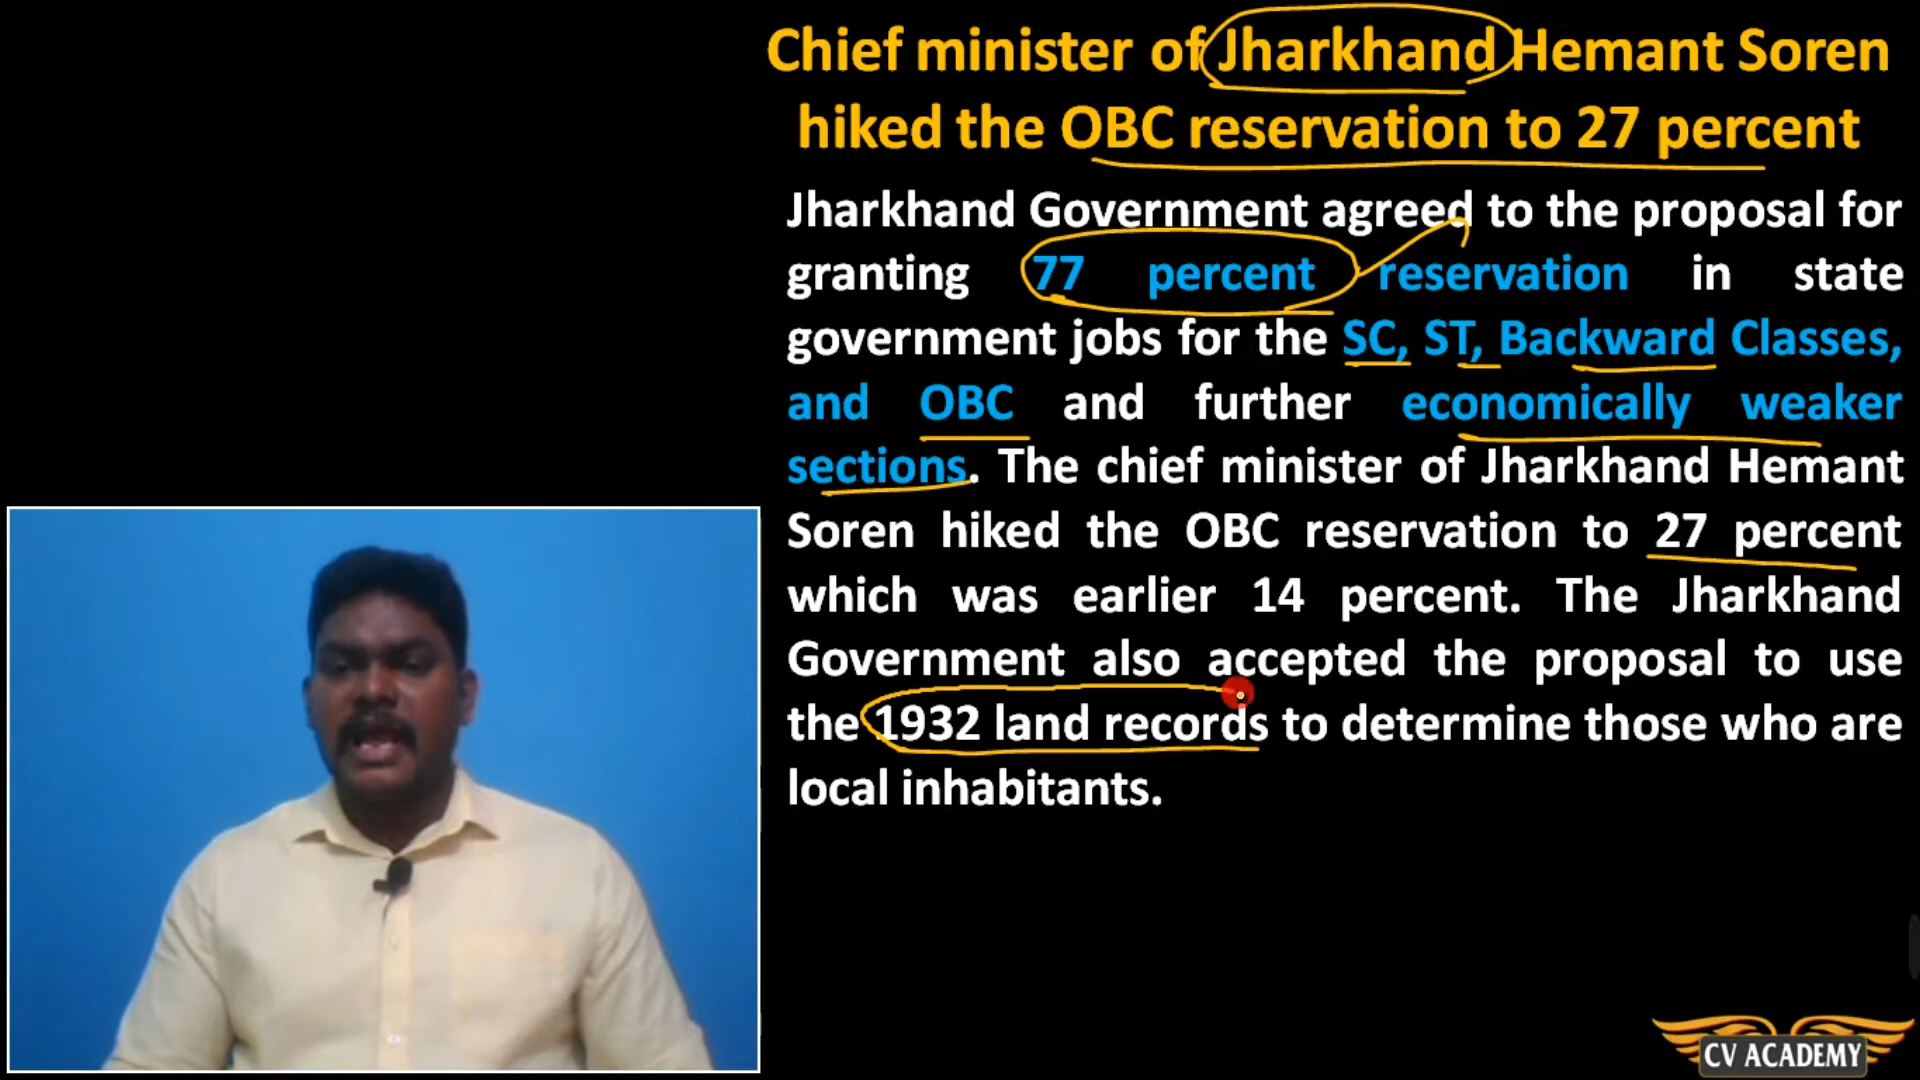 Chief minister of Jharkhand Hemant Soren
hiked the OBC reservation to 27 percent
Jharkhand Government agreed to the proposal for
granting 77 percent reservation in state
government jobs for the SC, ST, Backward Classes,
and OBC and further economically weaker
sections. The chief minister of Jharkhand Hemant
Soren hiked the OBC reservation to 27 percent
which was earlier 14 percent. The Jharkhand
Government also accepted the proposal to use
the 1932 land records to determine those who are
local inhabitants.
CV ACADEMY